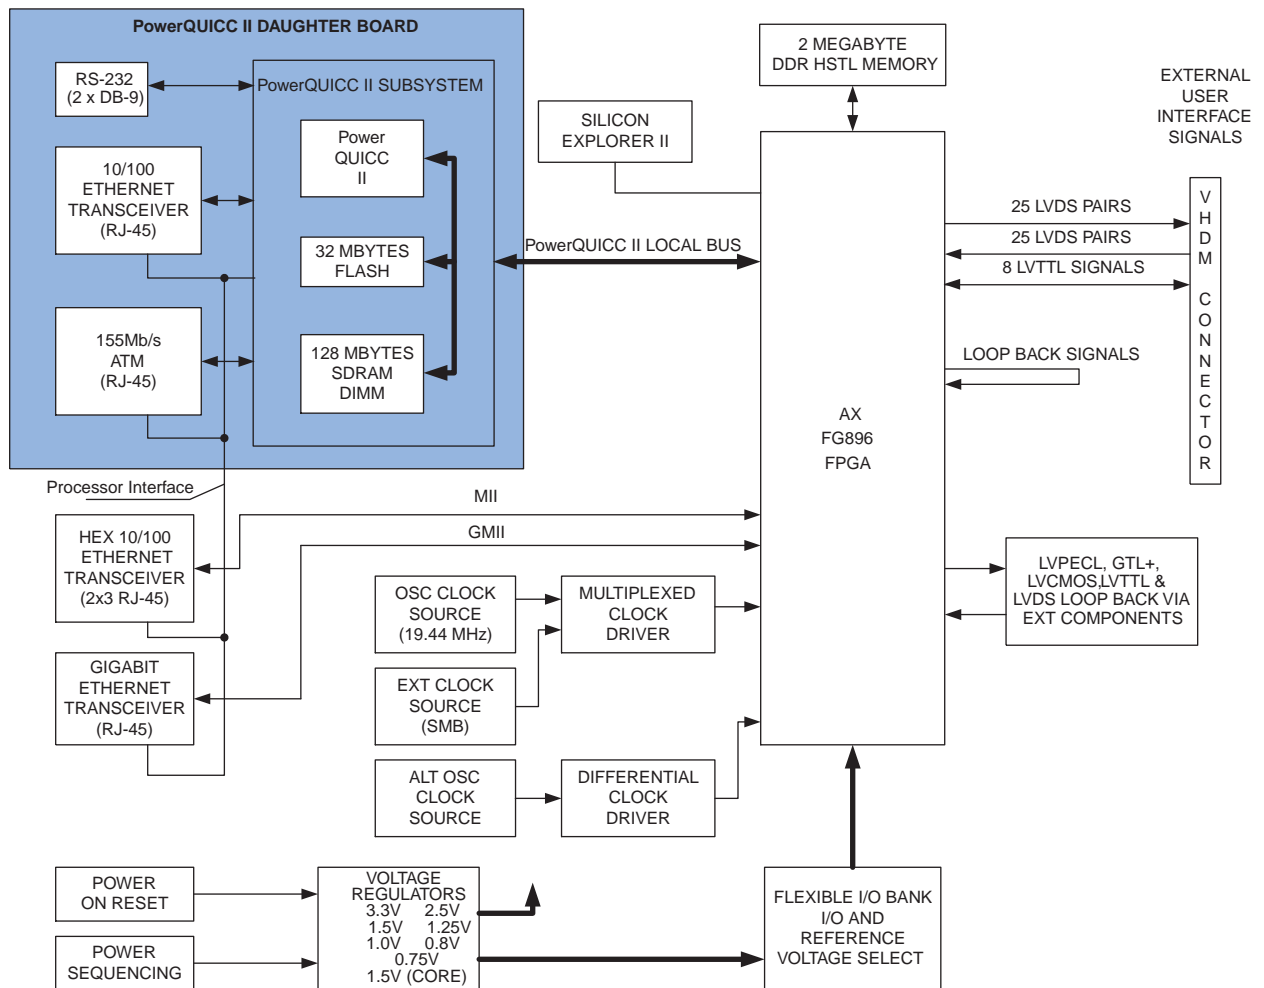 PowerQUICC II DAUGHTER BOARD
RS-232
(2 x DB-9)
PowerQUICC II SUBSYSTEM
Power
QUICC
II
10/100
ETHERNET
TRANSCEIVER
(RJ-45)
32 MBYTES
FLASH
155Mb/s
ATM
(RJ-45)
128 MBYTES
SDRAM
DIMM
Processor Interface
HEX 10/100
ETHERNET
TRANSCEIVER
(2x3 RJ-45)
GIGABIT
ETHERNET
TRANSCEIVER
(RJ-45)
2 MEGABYTE
DDR HSTL MEMORY
SILICON
EXPLORER II
PowerQUICC II LOCAL BUS
MII
GMII
OSC CLOCK
SOURCE
(19.44 MHz)
MULTIPLEXED
CLOCK
DRIVER
EXT CLOCK
SOURCE
(SMB)
ALT OSC
CLOCK
SOURCE
DIFFERENTIAL
CLOCK
DRIVER
AX
FG896
FPGA
EXTERNAL
USER
INTERFACE
SIGNALS
25 LVDS PAIRS
25 LVDS PAIRS
8 LVTTL SIGNALS
LOOP BACK SIGNALS
VHDM CONNECTOR
LVPECL, GTL+,
LVCMOS,LVTTL &
LVDS LOOP BACK VIA
EXT COMPONENTS
POWER
ON RESET
POWER
SEQUENCING
VOLTAGE
REGULATORS
3.3V 2.5V
1.5V 1.25V
1.0V 0.8V
0.75V
1.5V (CORE)
FLEXIBLE I/O BANK
I/O AND
REFERENCE
VOLTAGE SELECT